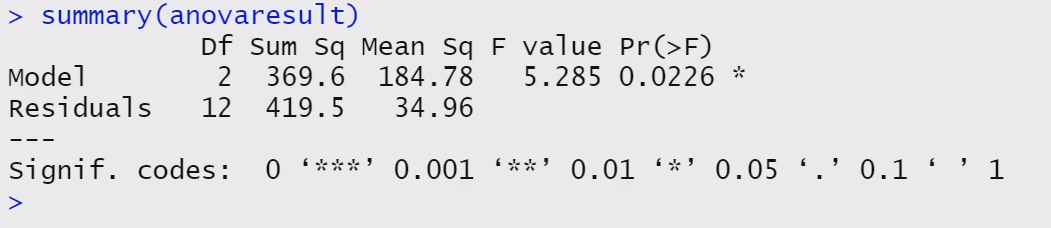 > summary(anovaresult)
            Df Sum Sq Mean Sq F value Pr(>F)
Model        2  369.6  184.78   5.285 0.0226 *
Residuals   12  419.5   34.96
---
Signif. codes:  0 ‘***’ 0.001 ‘**’ 0.01 ‘*’ 0.05 ‘.’ 0.1 ‘ ’ 1
>